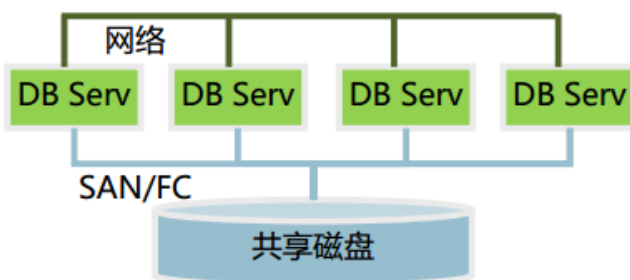 网络
DB Serv DB Serv DB Serv DB Serv
SAN/FC
共享磁盘